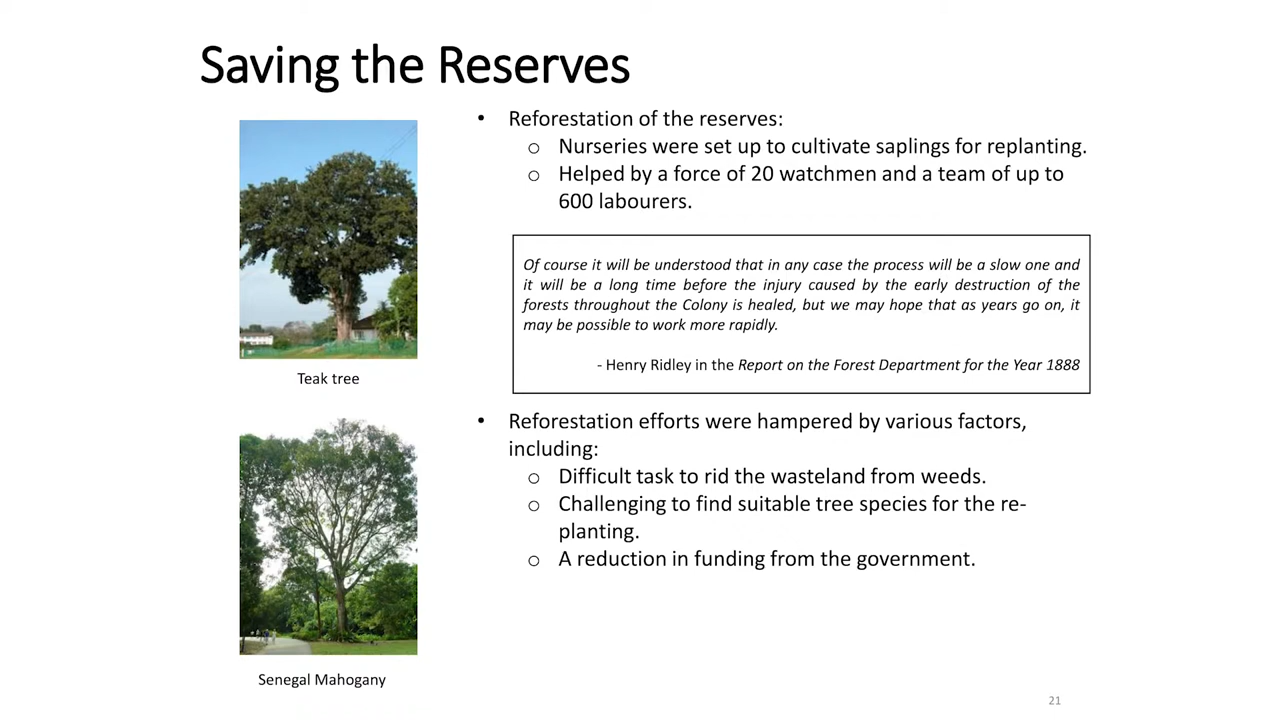 Saving the Reserves
• Reforestation of the reserves:
o Nurseries were set up to cultivate saplings for replanting.
o Helped by a force of 20 watchmen and a team of up to
600 labourers.
Of course it will be understood that in any case the process will be a slow one and
it will be a long time before the injury caused by the early destruction of the
forests throughout the Colony is healed, but we may hope that as years go on, it
may be possible to work more rapidly.
- Henry Ridley in the Report on the Forest Department for the Year 1888
Teak tree
• Reforestation efforts were hampered by various factors,
including:
o Difficult task to rid the wasteland from weeds.
o Challenging to find suitable tree species for the re-
planting.
o A reduction in funding from the government.
Senegal Mahogany
21